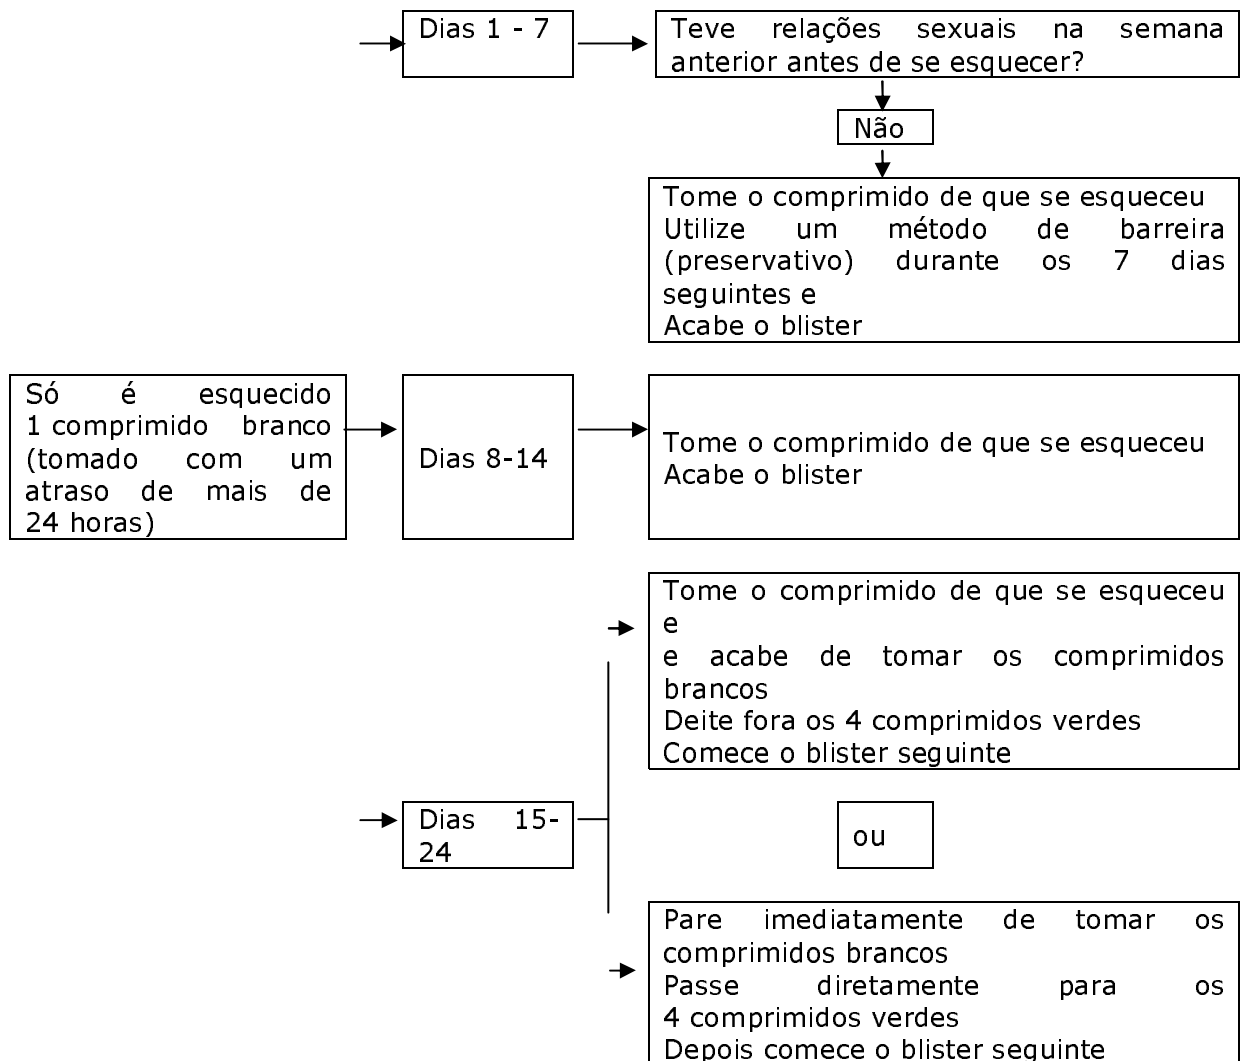 Dias 1 - 7
Teve relações sexuais na semana
anterior antes de se esquecer?
Não
Tome o comprimido de que se esqueceu
Utilize um método de barreira
(preservativo) durante os 7 dias
seguintes e
Acabe o blister
Só é esquecido
1 comprimido branco
(tomado com um
atraso de mais de
24 horas)
Dias 8-14
Tome o comprimido de que se esqueceu
Acabe o blister
Tome o comprimido de que se esqueceu
e
e acabe de tomar os comprimidos
brancos
Deite fora os 4 comprimidos verdes
Comece o blister seguinte
Dias 15-
24
ou
Pare imediatamente de tomar os
comprimidos brancos
Passe diretamente para os
4 comprimidos verdes
Depois comece o blister seguinte